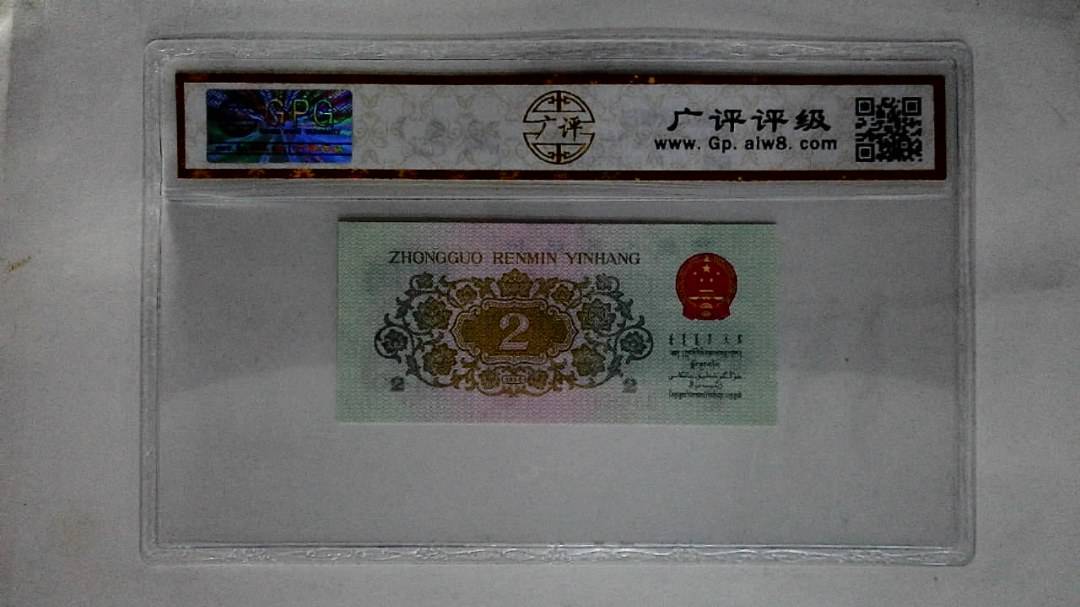 GPG
广评
广评评级
www. Gp. alw8. com
ZHONGGUO RENMIN YINHANG
2
2
2